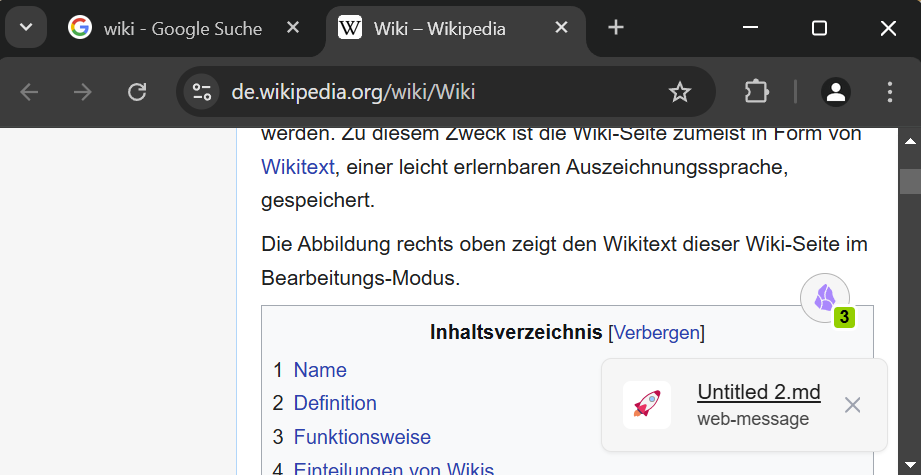 wiki - Google Suche
Wiki – Wikipedia
de.wikipedia.org/wiki/Wiki
werden. Zu diesem Zweck ist die Wiki-Seite zumeist in Form von
Wikitext, einer leicht erlernbaren Auszeichnungssprache,
gespeichert.
Die Abbildung rechts oben zeigt den Wikitext dieser Wiki-Seite im
Bearbeitungs-Modus.
3
Inhaltsverzeichnis [Verbergen]
1 Name
2 Definition
3 Funktionsweise
4 Einteilungen von Wikis
Untitled 2.md
web-message